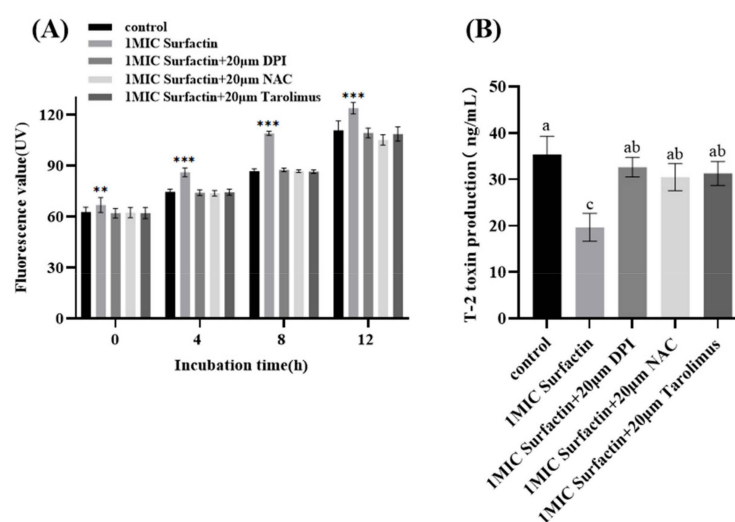 (A)
control
1MIC Surfactin
1MIC Surfactin+20μm DPI
1MIC Surfactin+20μm NAC
1MIC Surfactin+20μm Tarolimus
Fluorescence value(UV)
120
90
60
30
0
**
***
***
***
0 4 8 12
Incubation time(h)
(B)
T-2 toxin production( ng/mL)
50
40
30
20
10
0
a
c
ab
ab
ab
control
1MIC Surfactin
1MIC Surfactin+20μm DPI
1MIC Surfactin+20μm NAC
1MIC Surfactin+20μm Tarolimus